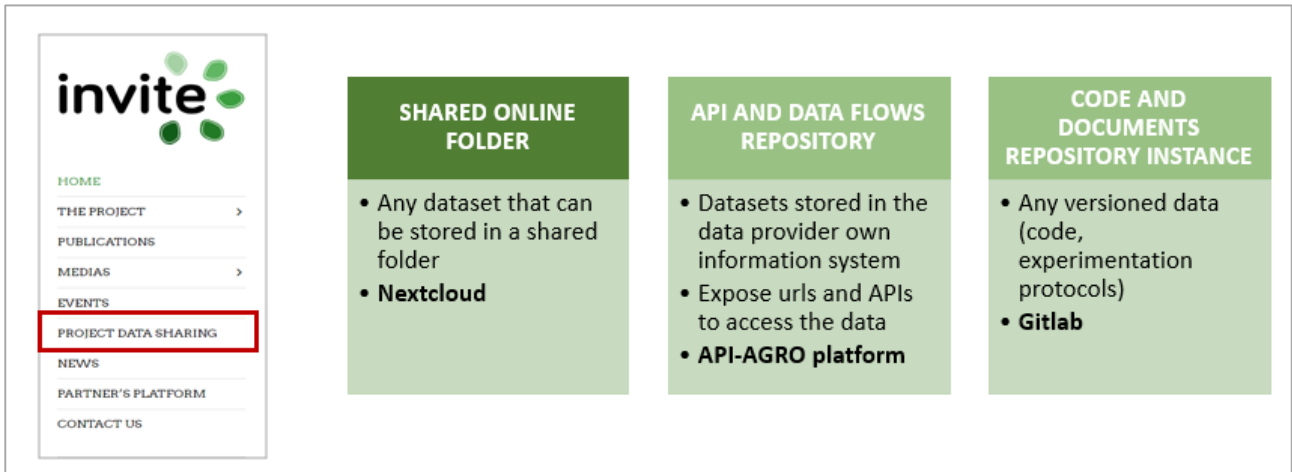 invite
HOME
THE PROJECT >
PUBLICATIONS
MEDIAS >
EVENTS
PROJECT DATA SHARING
NEWS
PARTNER'S PLATFORM
CONTACT US
SHARED ONLINE
FOLDER
• Any dataset that can
be stored in a shared
folder
• Nextcloud
API AND DATA FLOWS
REPOSITORY
• Datasets stored in the
data provider own
information system
• Expose urls and APIs
to access the data
• API-AGRO platform
CODE AND
DOCUMENTS
REPOSITORY INSTANCE
• Any versioned data
(code,
experimentation
protocols)
• Gitlab